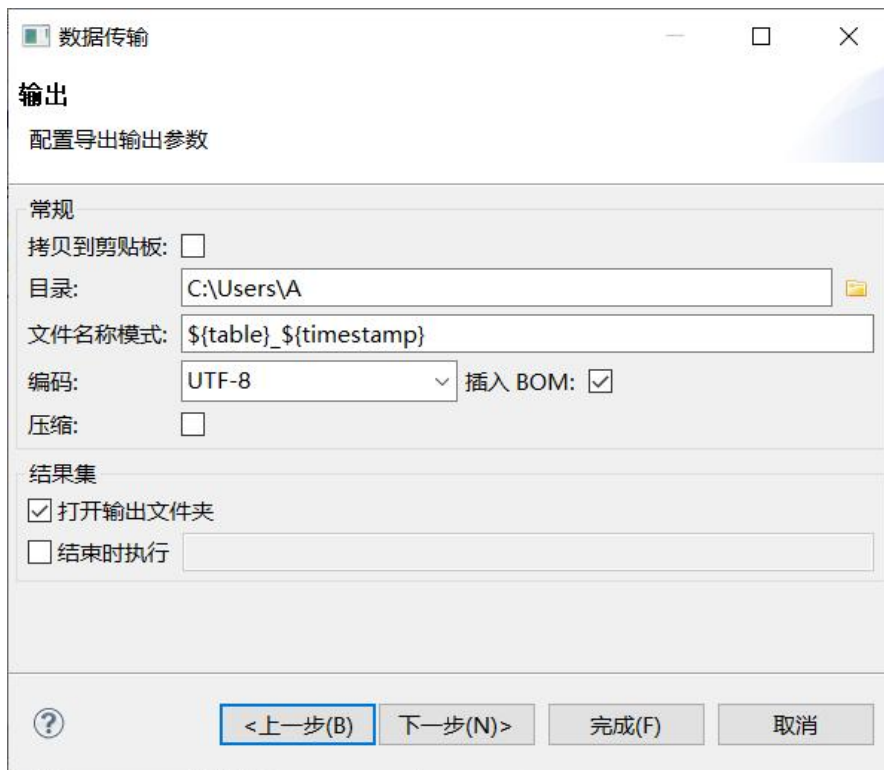 数据传输
输出
配置导出输出参数
常规
拷贝到剪贴板:
目录: C:\Users\A
文件名称模式: ${table}_${timestamp}
编码: UTF-8 插入 BOM:
压缩:
结果集
打开输出文件夹
结束时执行
<上一步(B) 下一步(N)> 完成(F) 取消